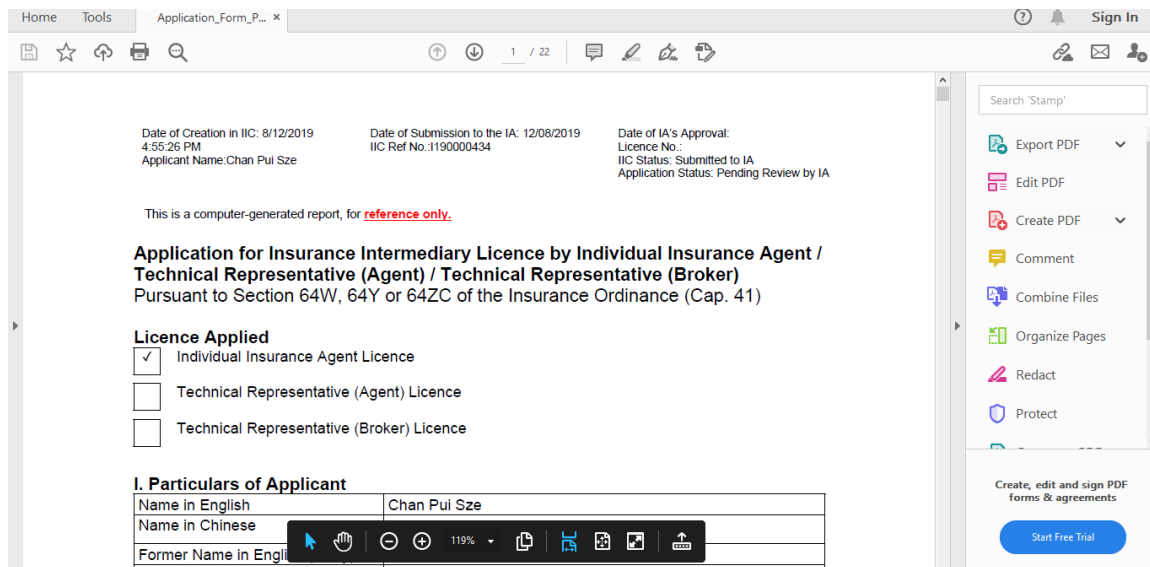 Home Tools Application_Form_P... × Sign In
1 / 22
Date of Creation in IIC: 8/12/2019
4:55:26 PM
Applicant Name:Chan Pui Sze
Date of Submission to the IA: 12/08/2019
IIC Ref No.:I190000434
Date of IA's Approval:
Licence No.:
IIC Status: Submitted to IA
Application Status: Pending Review by IA
This is a computer-generated report, for reference only.
Application for Insurance Intermediary Licence by Individual Insurance Agent /
Technical Representative (Agent) / Technical Representative (Broker)
Pursuant to Section 64W, 64Y or 64ZC of the Insurance Ordinance (Cap. 41)
Licence Applied
✓ Individual Insurance Agent Licence
Technical Representative (Agent) Licence
Technical Representative (Broker) Licence
I. Particulars of Applicant
Name in English Chan Pui Sze
Name in Chinese
Former Name in
119%
Search 'Stamp'
Export PDF
Edit PDF
Create PDF
Comment
Combine Files
Organize Pages
Redact
Protect
Create, edit and sign PDF
forms & agreements
Start Free Trial